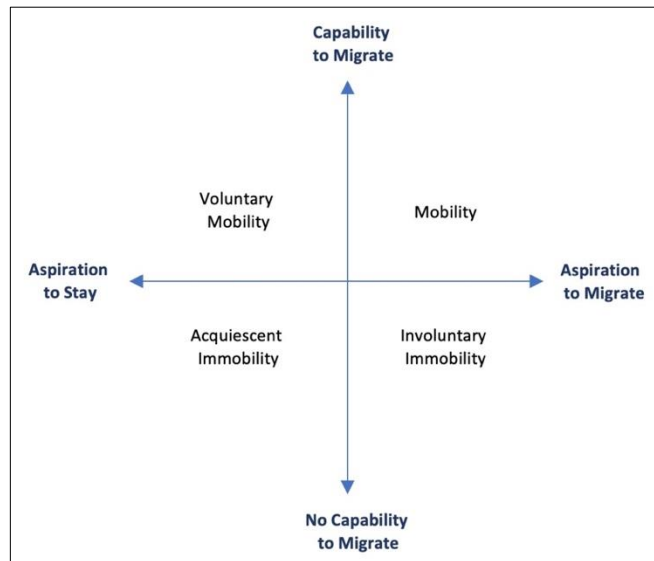 Capability
to Migrate
Voluntary
Mobility
Mobility
Aspiration
to Stay
Aspiration
to Migrate
Acquiescent
Immobility
Involuntary
Immobility
No Capability
to Migrate